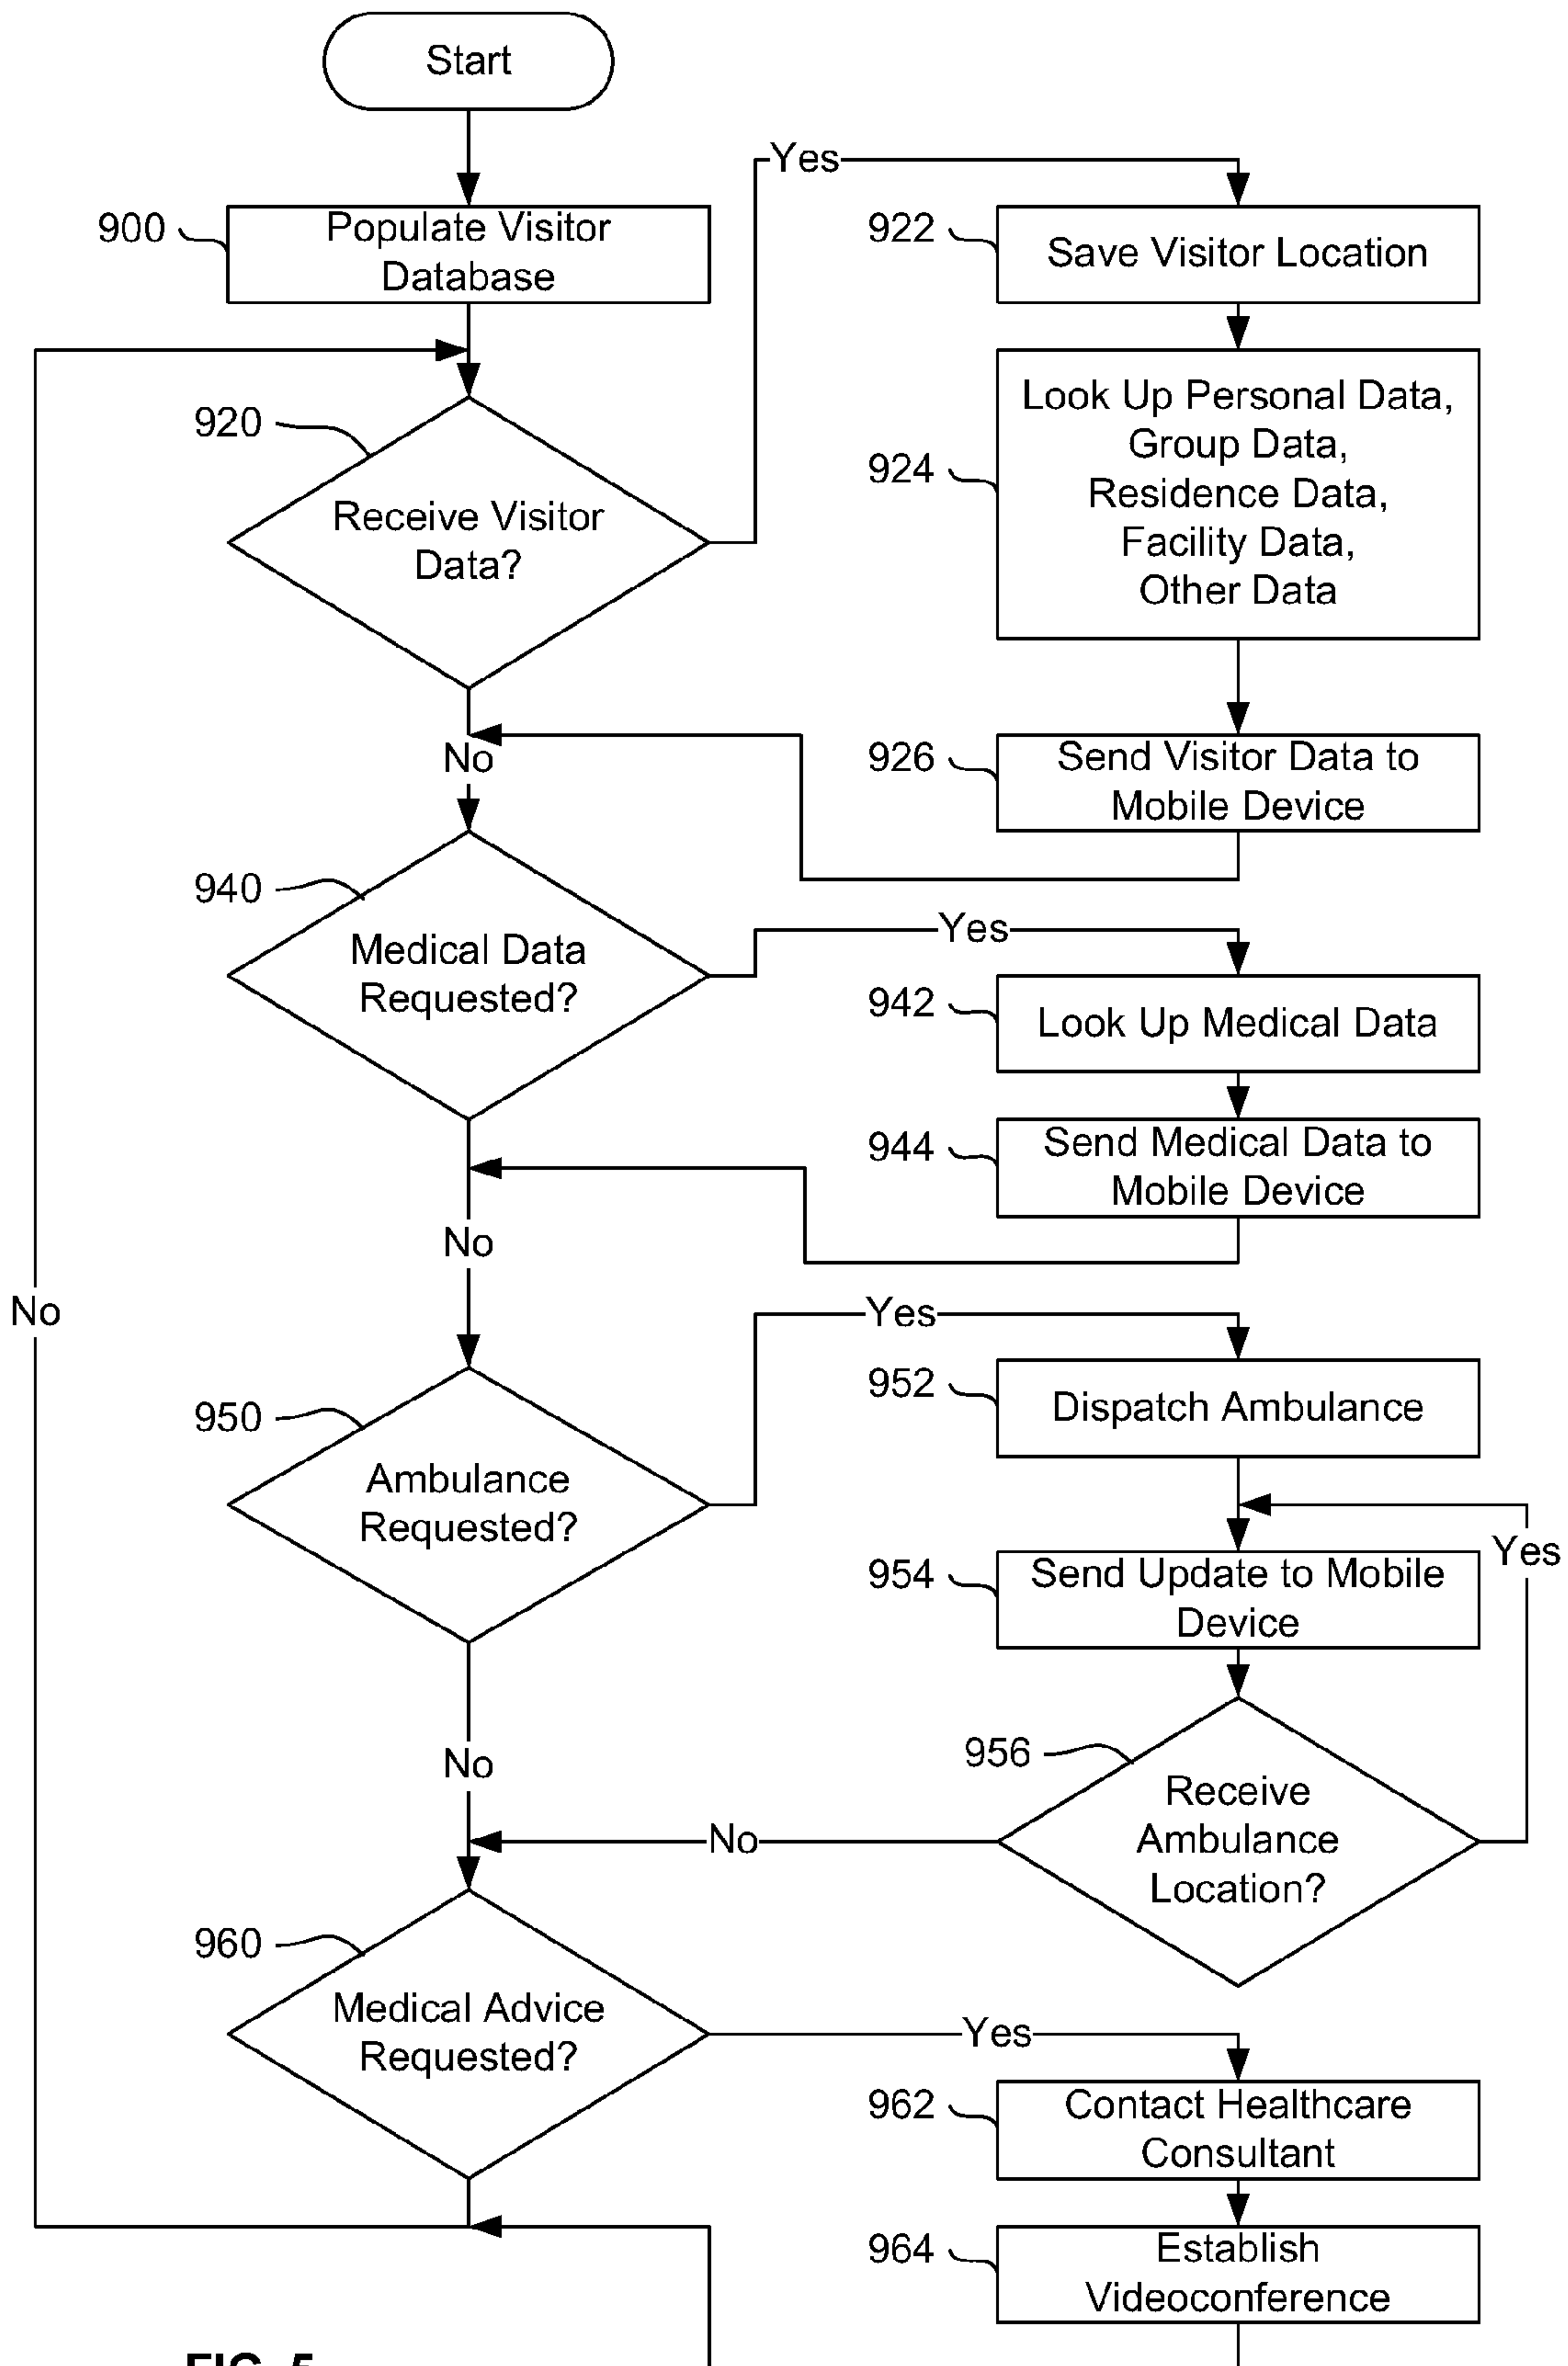 Start
Yes
900
Populate Visitor
Database
922
Save Visitor Location
920
Receive Visitor
Data?
924
Look Up Personal Data,
Group Data,
Residence Data,
Facility Data,
Other Data
No
926
Send Visitor Data to
Mobile Device
940
Medical Data
Requested?
Yes
942
Look Up Medical Data
944
Send Medical Data to
Mobile Device
No
No
Yes
952
Dispatch Ambulance
950
Ambulance
Requested?
Yes
954
Send Update to Mobile
Device
No
956
Receive
Ambulance
Location?
No
960
Medical Advice
Requested?
Yes
962
Contact Healthcare
Consultant
964
Establish
Videoconference
FIG. 5